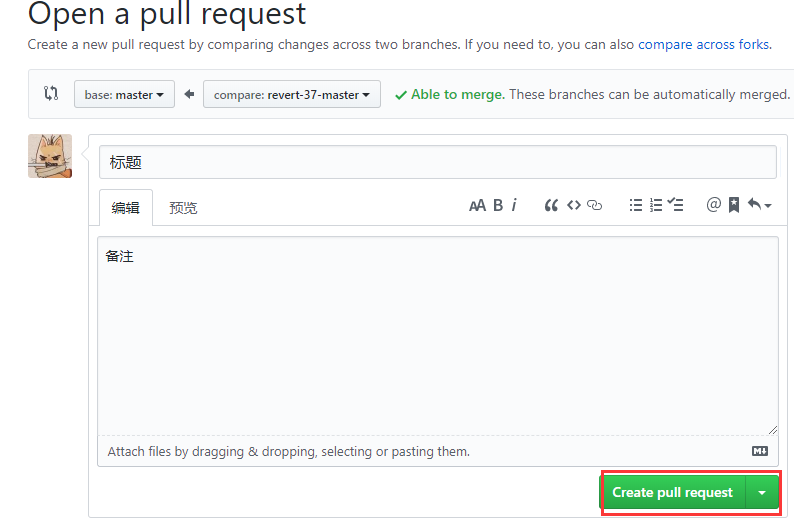 Open a pull request
Create a new pull request by comparing changes across two branches. If you need to, you can also compare across forks.
base: master compare: revert-37-master Able to merge. These branches can be automatically merged.
标题
编辑 预览 AA B i @
备注
Attach files by dragging & dropping, selecting or pasting them. M↓
Create pull request